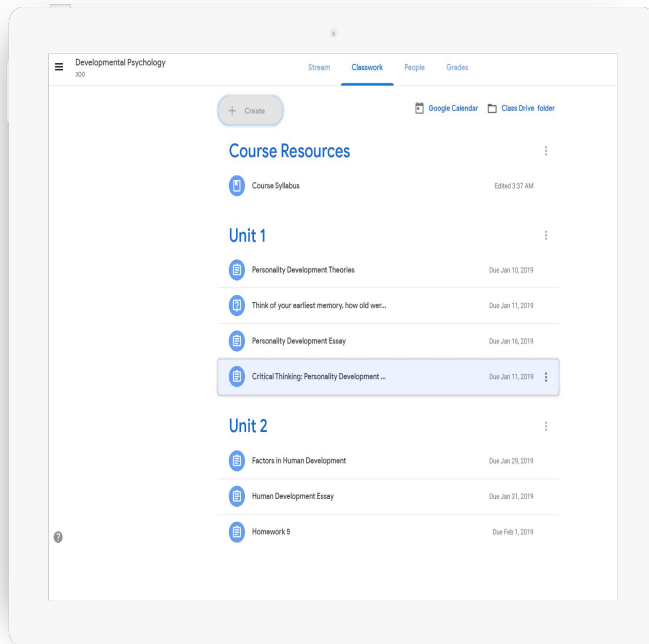 Developmental Psychology
300
Stream Classwork People Grades
+ Create
Google Calendar Class Drive folder
Course Resources
Course Syllabus Edited 3:37 AM
Unit 1
Personality Development Theories Due Jan 10, 2019
Think of your earliest memory, how old wer... Due Jan 11, 2019
Personality Development Essay Due Jan 16, 2019
Critical Thinking: Personality Development ... Due Jan 11, 2019
Unit 2
Factors in Human Development Due Jan 29, 2019
Human Development Essay Due Jan 31, 2019
Homework 5 Due Feb 1, 2019
?